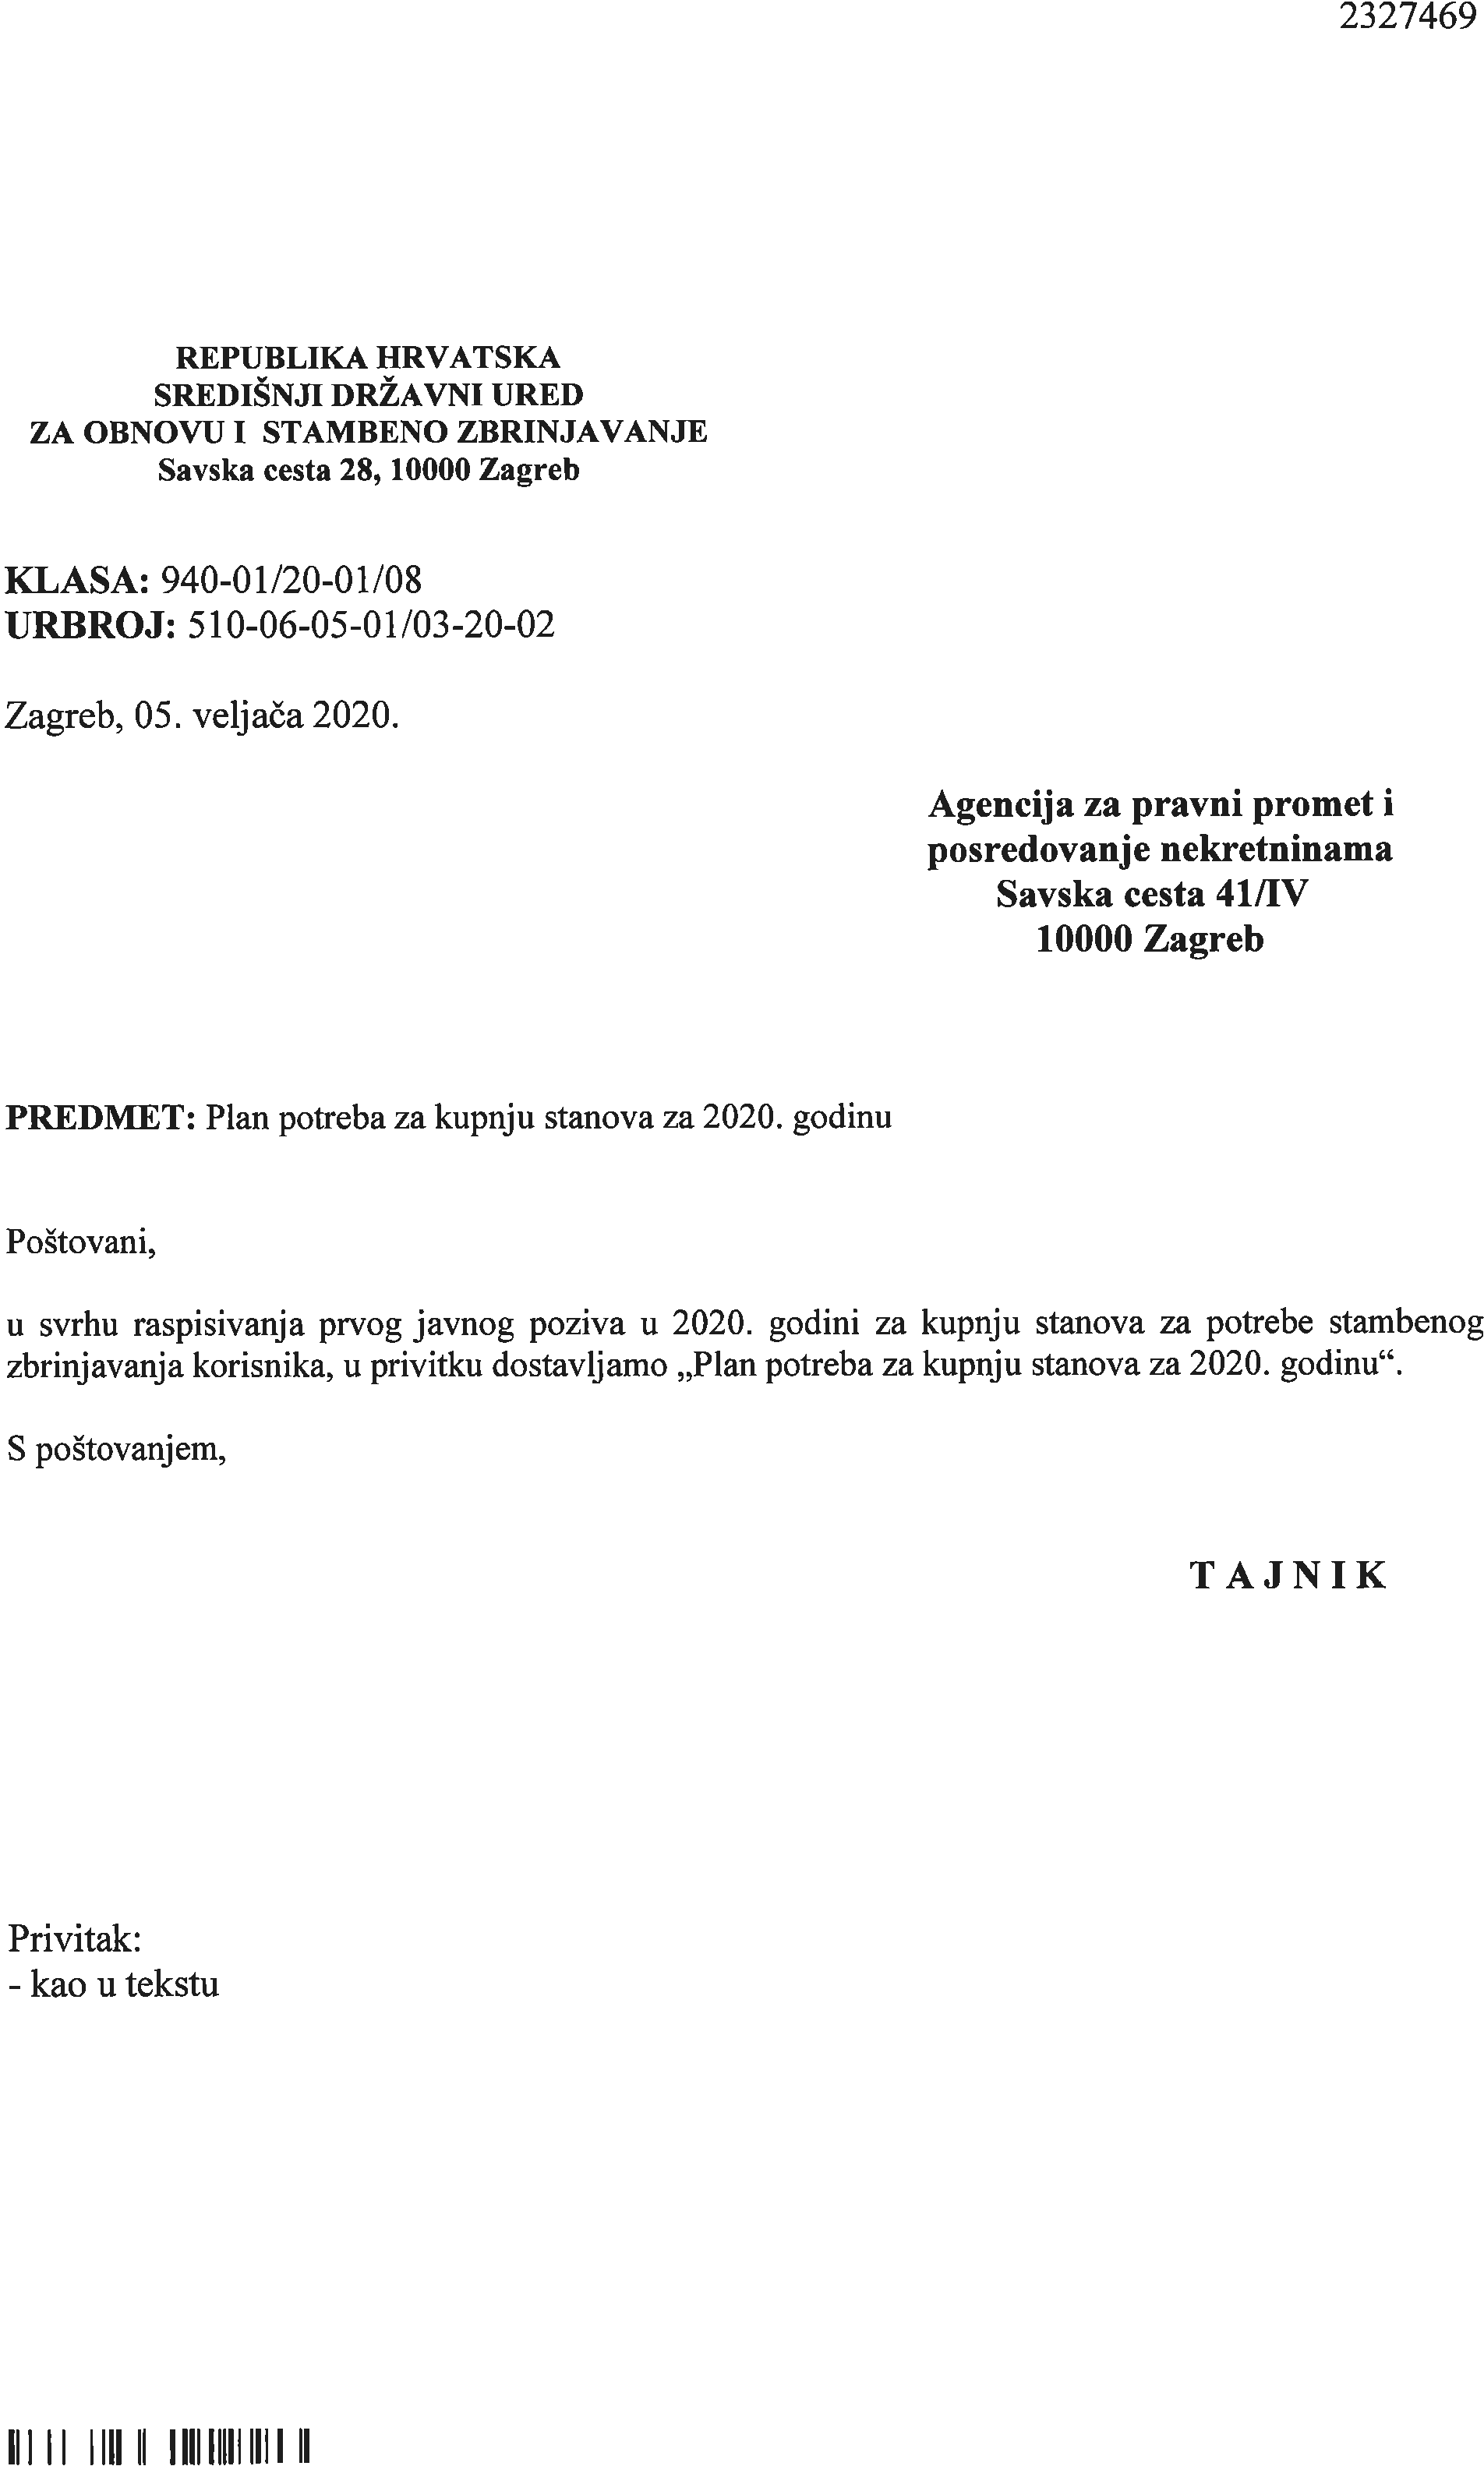 2327469
REPUBLIKA HRVATSKA
SREDIŠNJI DRŽAVNI URED
ZA OBNOVU I STAMBENO ZBRINJAVANJE
Savska cesta 28, 10000 Zagreb
KLASA: 940-01/20-01/08
URBROJ: 510-06-05-01/03-20-02
Zagreb, 05. veljača 2020.
Agencija za pravni promet i
posredovanje nekretninama
Savska cesta 41/IV
10000 Zagreb
PREDMET: Plan potreba za kupnju stanova za 2020. godinu
Poštovani,
u svrhu raspisivanja prvog javnog poziva u 2020. godini za kupnju stanova za potrebe stambenog
zbrinjavanja korisnika, u privitku dostavljamo „Plan potreba za kupnju stanova za 2020. godinu“.
S poštovanjem,
T A J N I K
Privitak:
- kao u tekstu